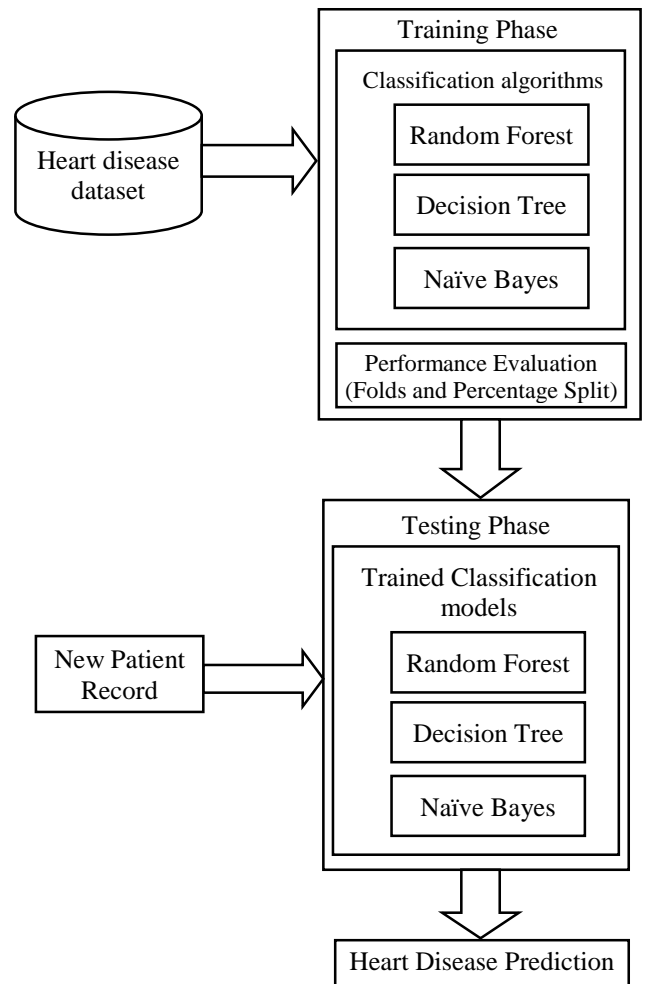 Training Phase
Classification algorithms
Heart disease
dataset
Random Forest
Decision Tree
Naïve Bayes
Performance Evaluation
(Folds and Percentage Split)
Testing Phase
Trained Classification
models
New Patient
Record
Random Forest
Decision Tree
Naïve Bayes
Heart Disease Prediction